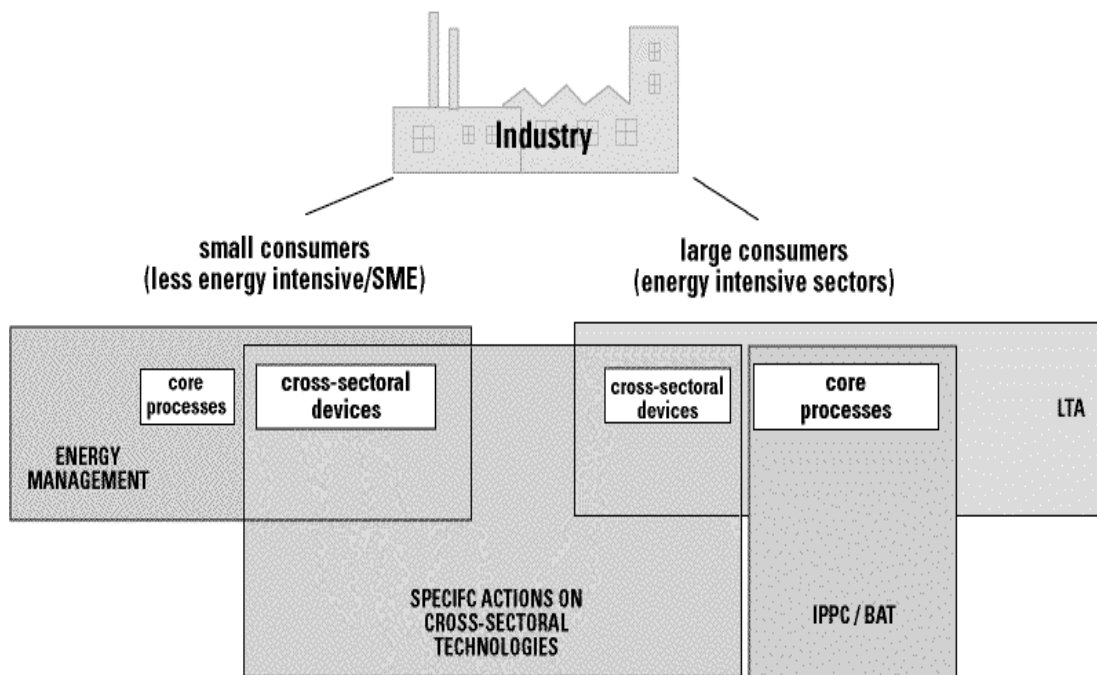 Industry
small consumers
(less energy intensive/SME)
large consumers
(energy intensive sectors)
core
processes
cross-sectoral
devices
cross-sectoral
devices
core
processes
LTA
ENERGY
MANAGEMENT
SPECIFC ACTIONS ON
CROSS-SECTORAL
TECHNOLOGIES
IPPC / BAT